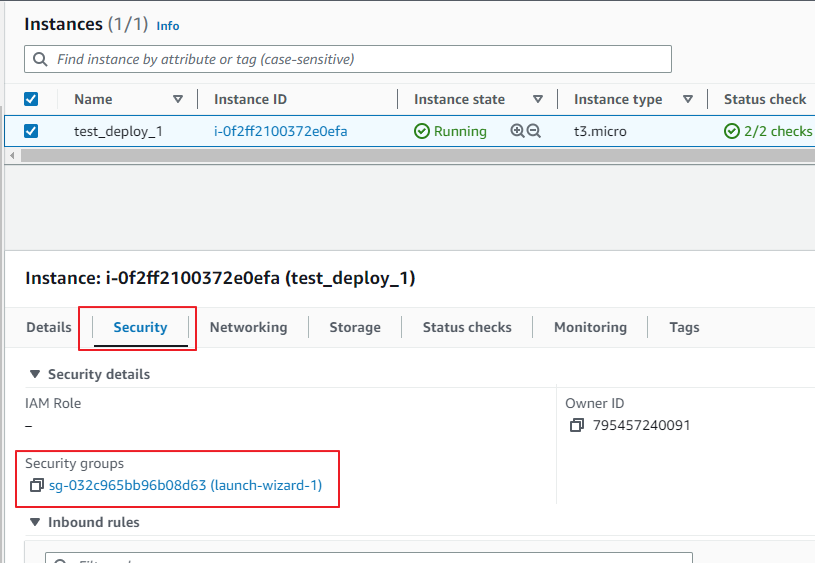 Instances (1/1) Info
Find instance by attribute or tag (case-sensitive)
Name Instance ID Instance state Instance type Status check
test_deploy_1 i-0f2ff2100372e0efa Running t3.micro 2/2 checks
Instance: i-0f2ff2100372e0efa (test_deploy_1)
Details Security Networking Storage Status checks Monitoring Tags
Security details
IAM Role Owner ID
– 795457240091
Security groups
sg-032c965bb96b08d63 (launch-wizard-1)
Inbound rules